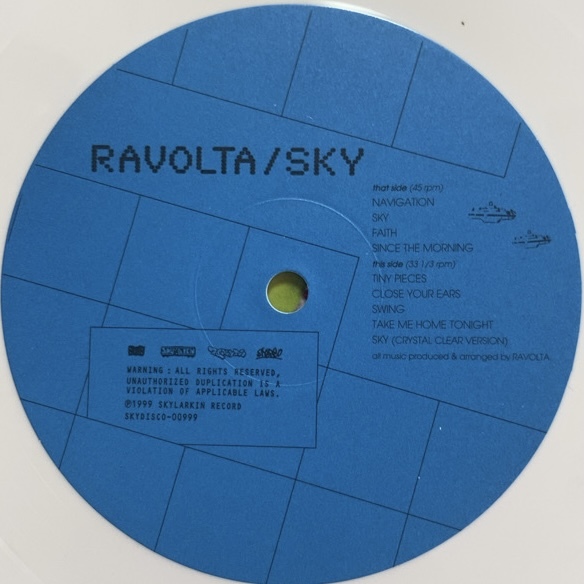 RAVOLTA/SKY
that side (45 rpm)
NAVIGATION
SKY
FAITH
SINCE THE MORNING
this side (33 1/3 rpm)
TINY PIECES
CLOSE YOUR EARS
SWING
TAKE ME HOME TONIGHT
SKY (CRYSTAL CLEAR VERSION)
all music produced & arranged by RAVOLTA.
WARNING : ALL RIGHTS RESERVED,
UNAUTHORIZED DUPLICATION IS A
VIOLATION OF APPLICABLE LAWS.
℗1999 SKYLARKIN RECORD
SKYDISCO-00999